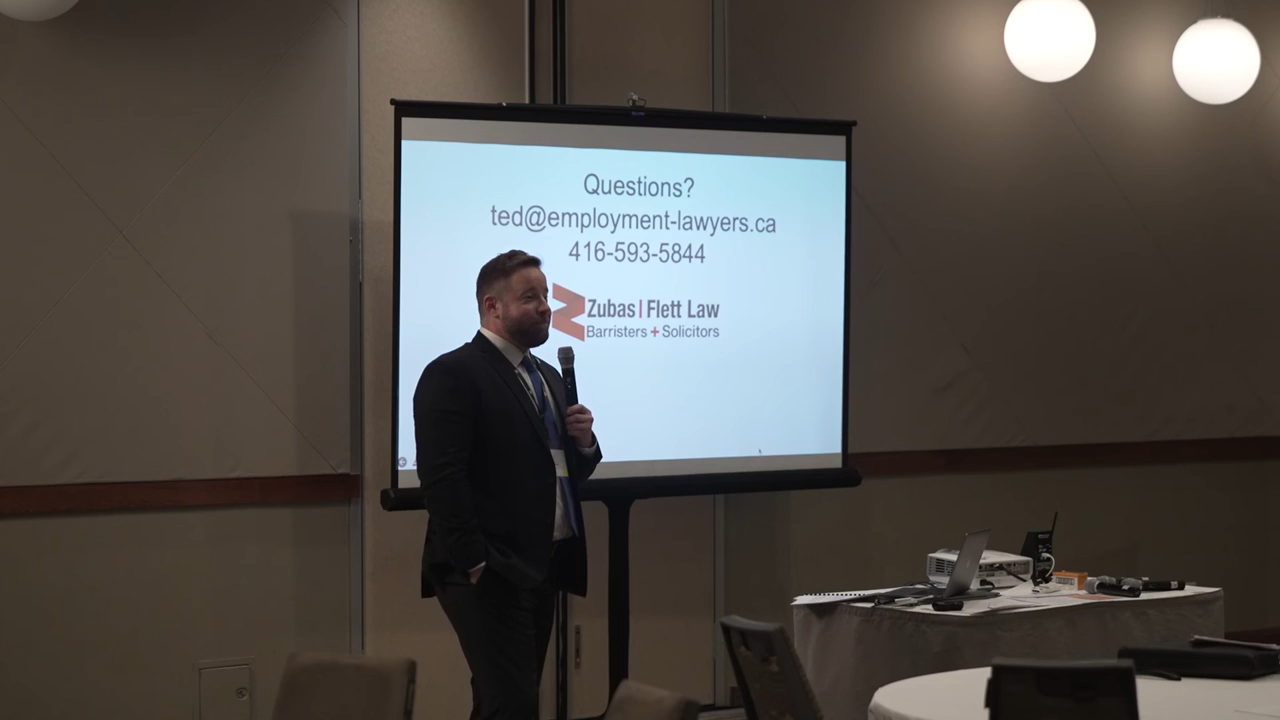 Questions?
ted@employment-lawyers.ca
416-593-5844
Zubas | Flett Law
Barristers + Solicitors